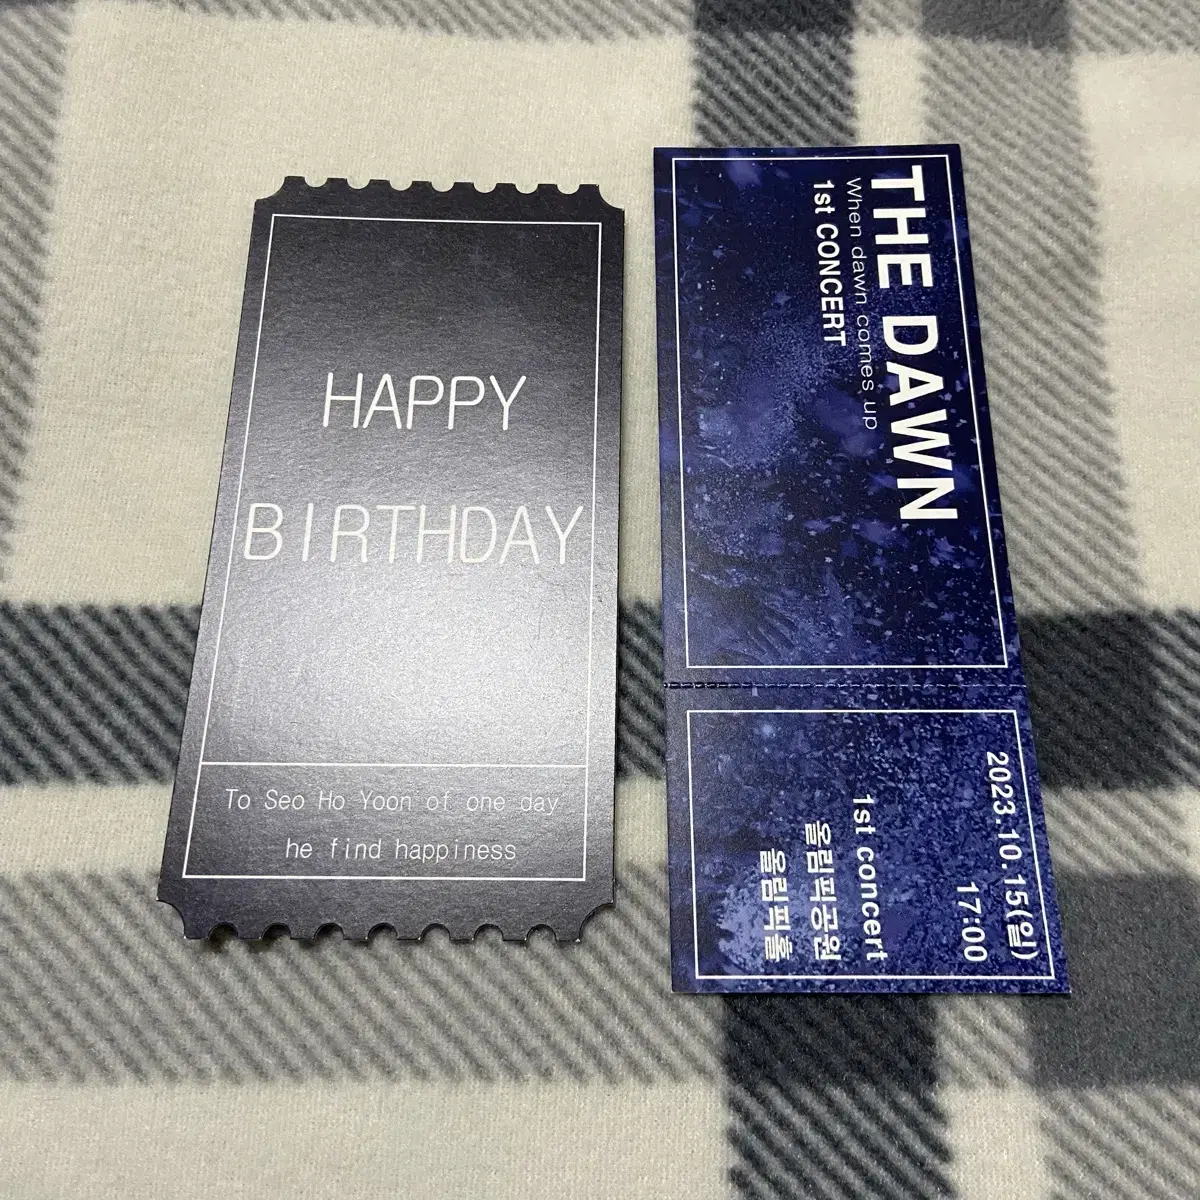 HAPPY
BIRTHDAY
To Seo Ho Yoon of one day
he find happiness
THE DAWN
When dawn comes up
1st CONCERT
2023.10.15(일)
17:00
1st concert
올림픽공원
올림픽홀